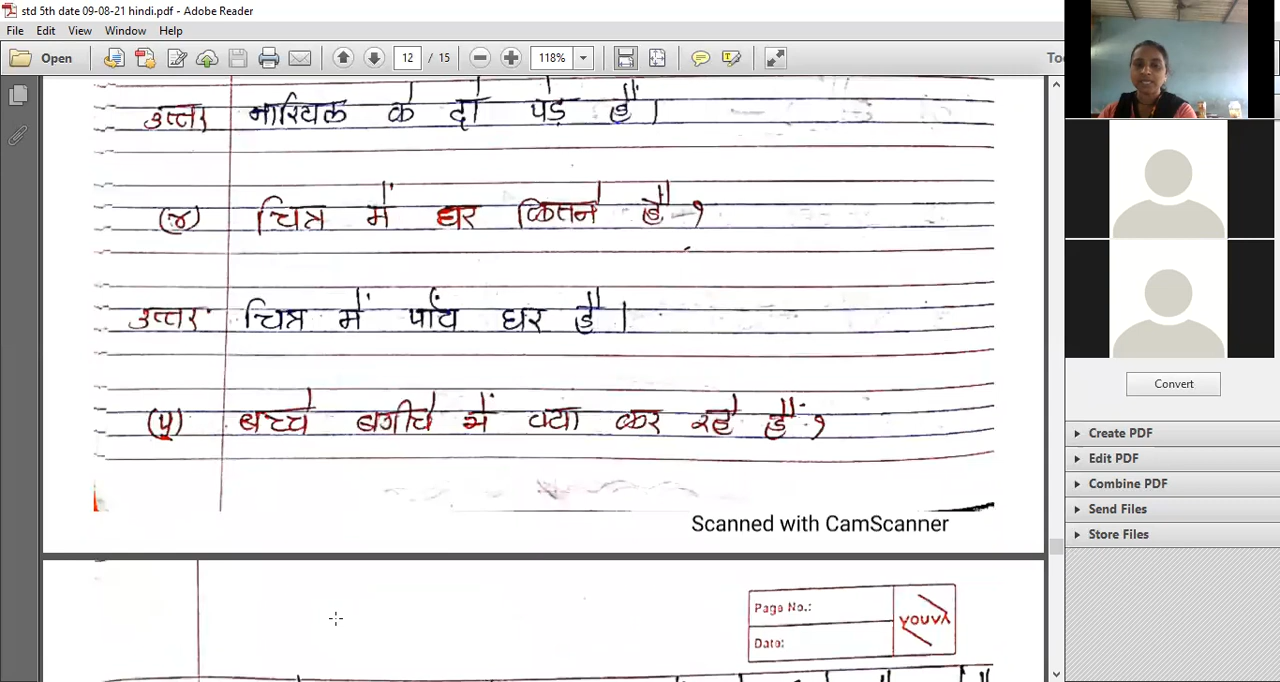 std 5th date 09-08-21 hindi.pdf - Adobe Reader
File Edit View Window Help
Open 12 / 15 118%
उत्तर नारियल के दो पेड़ हैं।
(४) चित्र में घर कितने हैं ?
उत्तर चित्र में पाँच घर हैं।
(५) बच्चे बगीचे में क्या कर रहे हैं ?
Scanned with CamScanner
Page No.:
Date:
YOUVA
Convert
Create PDF
Edit PDF
Combine PDF
Send Files
Store Files